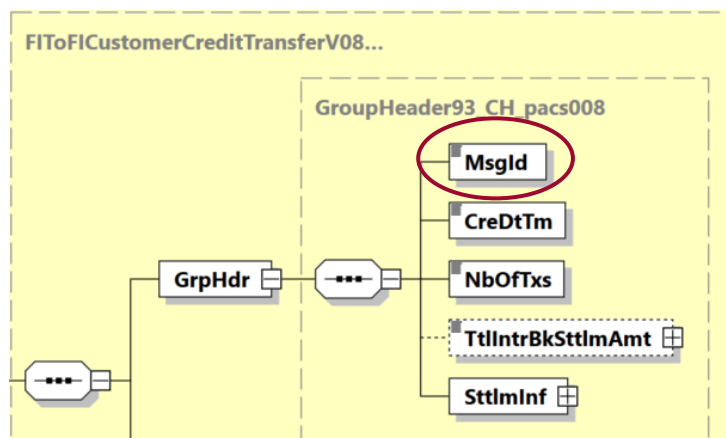 FIToFICustomerCreditTransferV08...
GroupHeader93_CH_pacs008
MsgId
CreDtTm
GrpHdr
NbOfTxs
TtlIntrBkSttlmAmt
SttlmInf